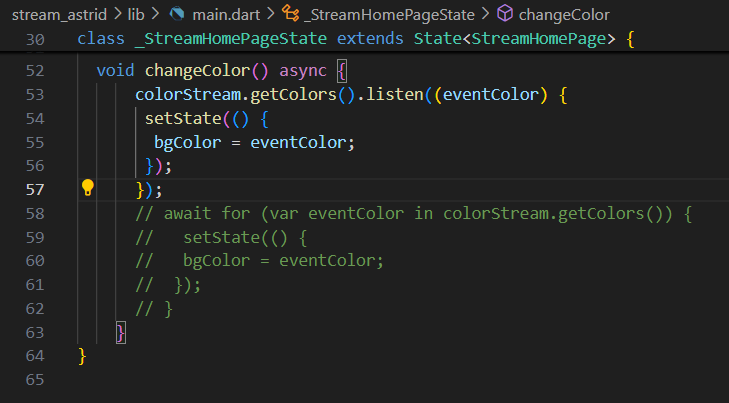 stream_astrid > lib > main.dart > _StreamHomePageState > changeColor
30 class _StreamHomePageState extends State<StreamHomePage> {
52 void changeColor() async {
53 colorStream.getColors().listen((eventColor) {
54 setState(() {
55 bgColor = eventColor;
56 });
57 });
58 // await for (var eventColor in colorStream.getColors()) {
59 //   setState(() {
60 //   bgColor = eventColor;
61 //  });
62 // }
63 }
64 }
65